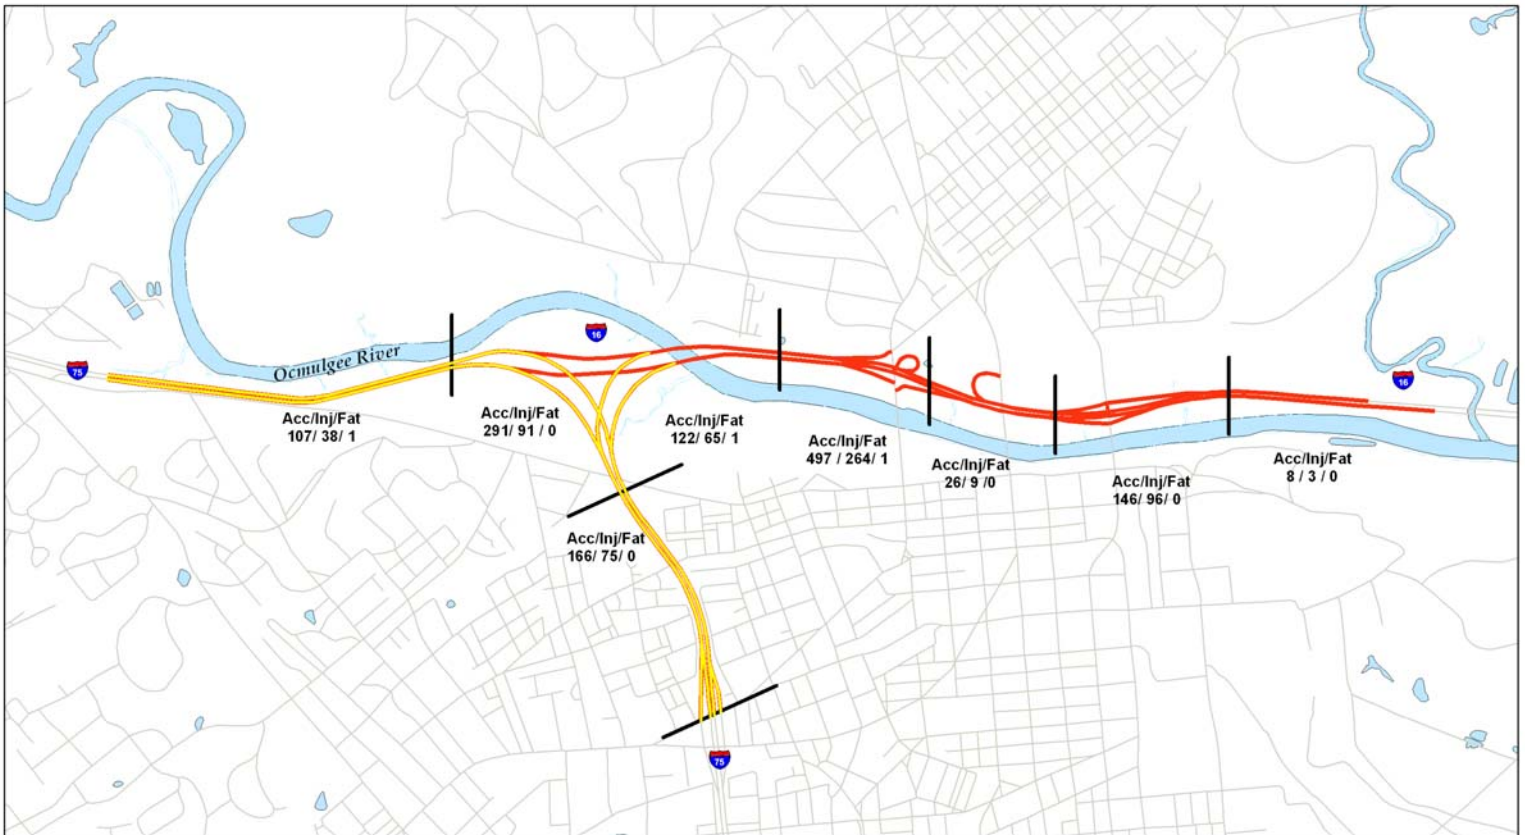 16
Ocmulgee River
75
16
Acc/Inj/Fat
107/ 38/ 1
Acc/Inj/Fat
291/ 91 / 0
Acc/Inj/Fat
122/ 65/ 1
Acc/Inj/Fat
497 / 264/ 1
Acc/Inj/Fat
26/ 9 /0
Acc/Inj/Fat
146/ 96/ 0
Acc/Inj/Fat
8 / 3 / 0
Acc/Inj/Fat
166/ 75/ 0
75